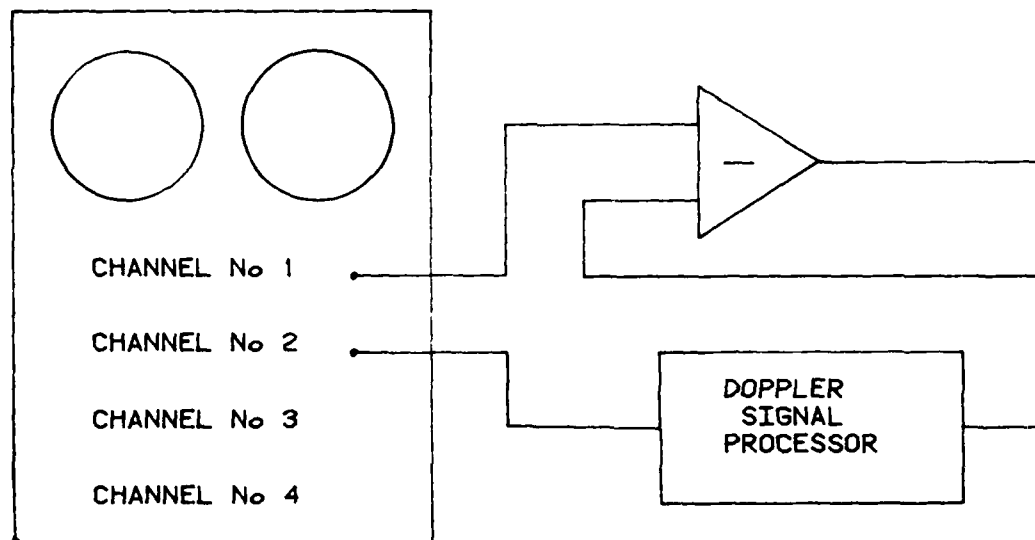 CHANNEL No 1
CHANNEL No 2
CHANNEL No 3
CHANNEL No 4
DOPPLER
SIGNAL
PROCESSOR